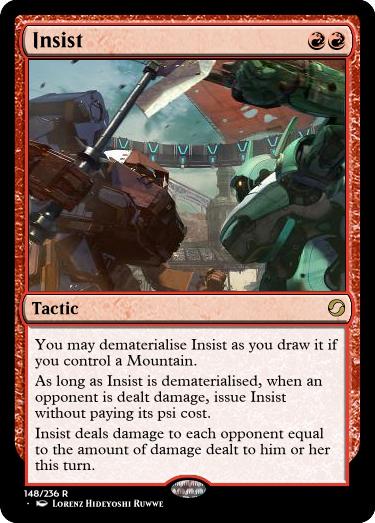 Insist
Tactic
You may dematerialise Insist as you draw it if
you control a Mountain.
As long as Insist is dematerialised, when an
opponent is dealt damage, issue Insist
without paying its psi cost.
Insist deals damage to each opponent equal
to the amount of damage dealt to him or her
this turn.
148/236 R
· Lorenz Hideyoshi Ruwwe